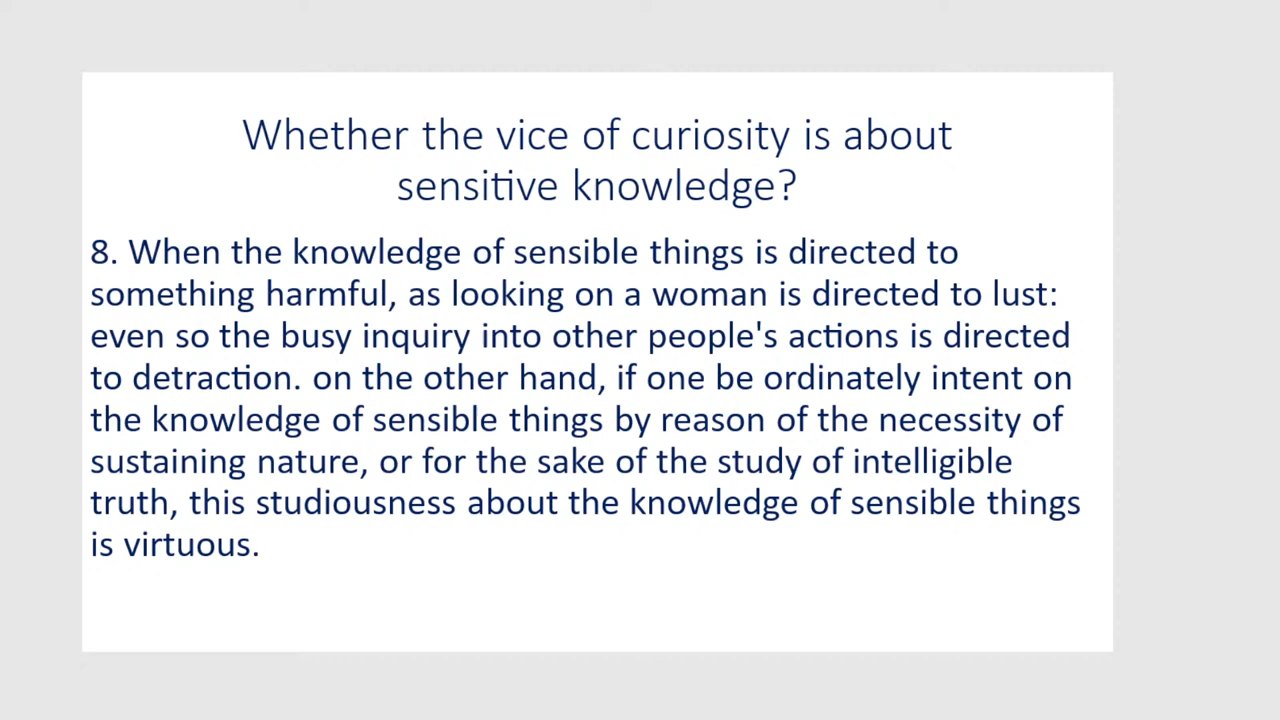 Whether the vice of curiosity is about
sensitive knowledge?
8. When the knowledge of sensible things is directed to
something harmful, as looking on a woman is directed to lust:
even so the busy inquiry into other people's actions is directed
to detraction. on the other hand, if one be ordinately intent on
the knowledge of sensible things by reason of the necessity of
sustaining nature, or for the sake of the study of intelligible
truth, this studiousness about the knowledge of sensible things
is virtuous.